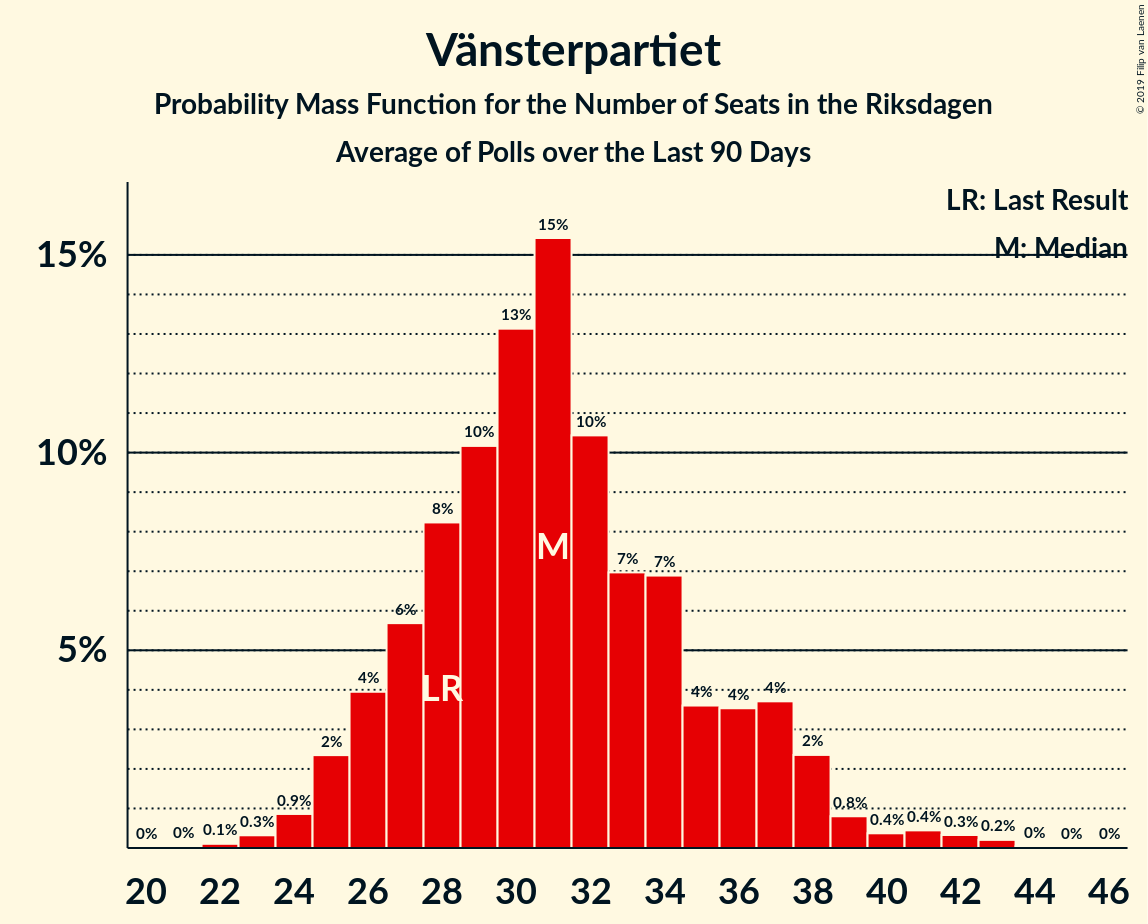 Vänsterpartiet
Probability Mass Function for the Number of Seats in the Riksdagen
Average of Polls over the Last 90 Days
© 2019 Filip van Laenen
LR: Last Result
M: Median
15%
10%
5%
0% 0% 0.1% 0.3% 0.9% 2% 4% 6% 8% 10% 13% 15% 10% 7% 7% 4% 4% 4% 2% 0.8% 0.4% 0.4% 0.3% 0.2% 0% 0% 0%
M
LR
20 22 24 26 28 30 32 34 36 38 40 42 44 46